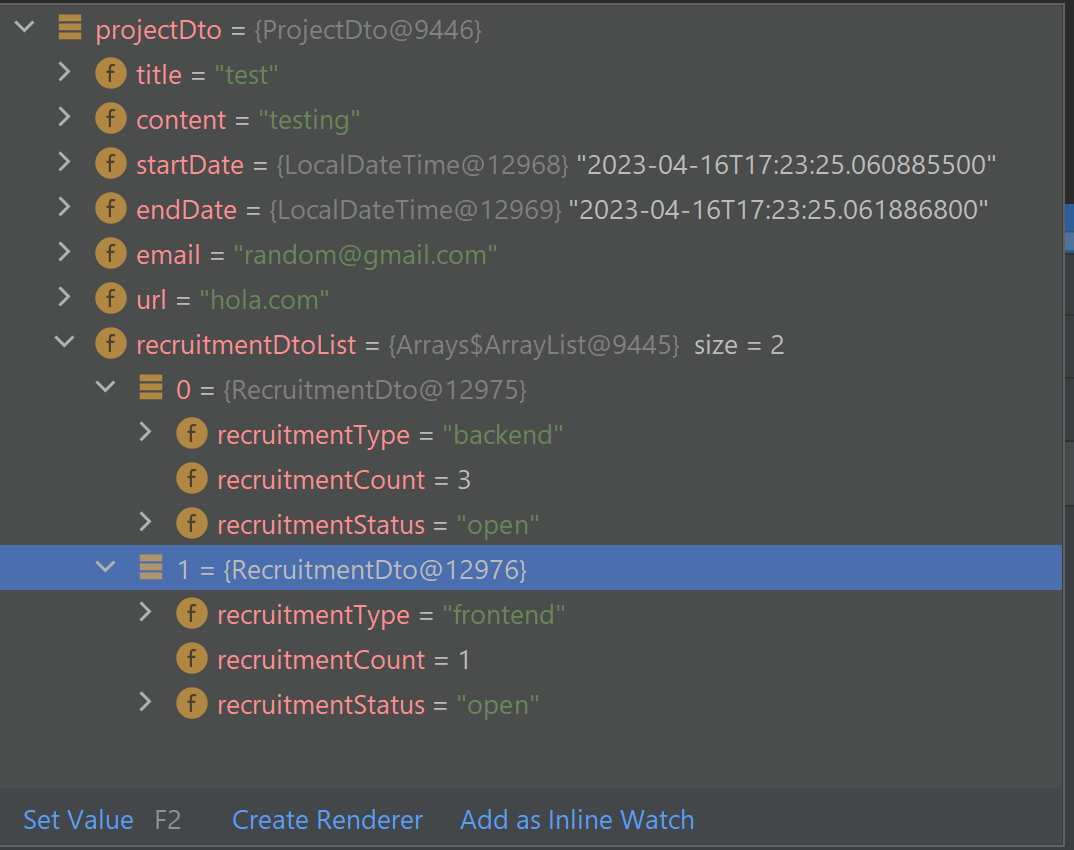 projectDto = {ProjectDto@9446}
f title = "test"
f content = "testing"
f startDate = {LocalDateTime@12968} "2023-04-16T17:23:25.060885500"
f endDate = {LocalDateTime@12969} "2023-04-16T17:23:25.061886800"
f email = "random@gmail.com"
f url = "hola.com"
f recruitmentDtoList = {Arrays$ArrayList@9445} size = 2
0 = {RecruitmentDto@12975}
f recruitmentType = "backend"
f recruitmentCount = 3
f recruitmentStatus = "open"
1 = {RecruitmentDto@12976}
f recruitmentType = "frontend"
f recruitmentCount = 1
f recruitmentStatus = "open"
Set Value F2 Create Renderer Add as Inline Watch